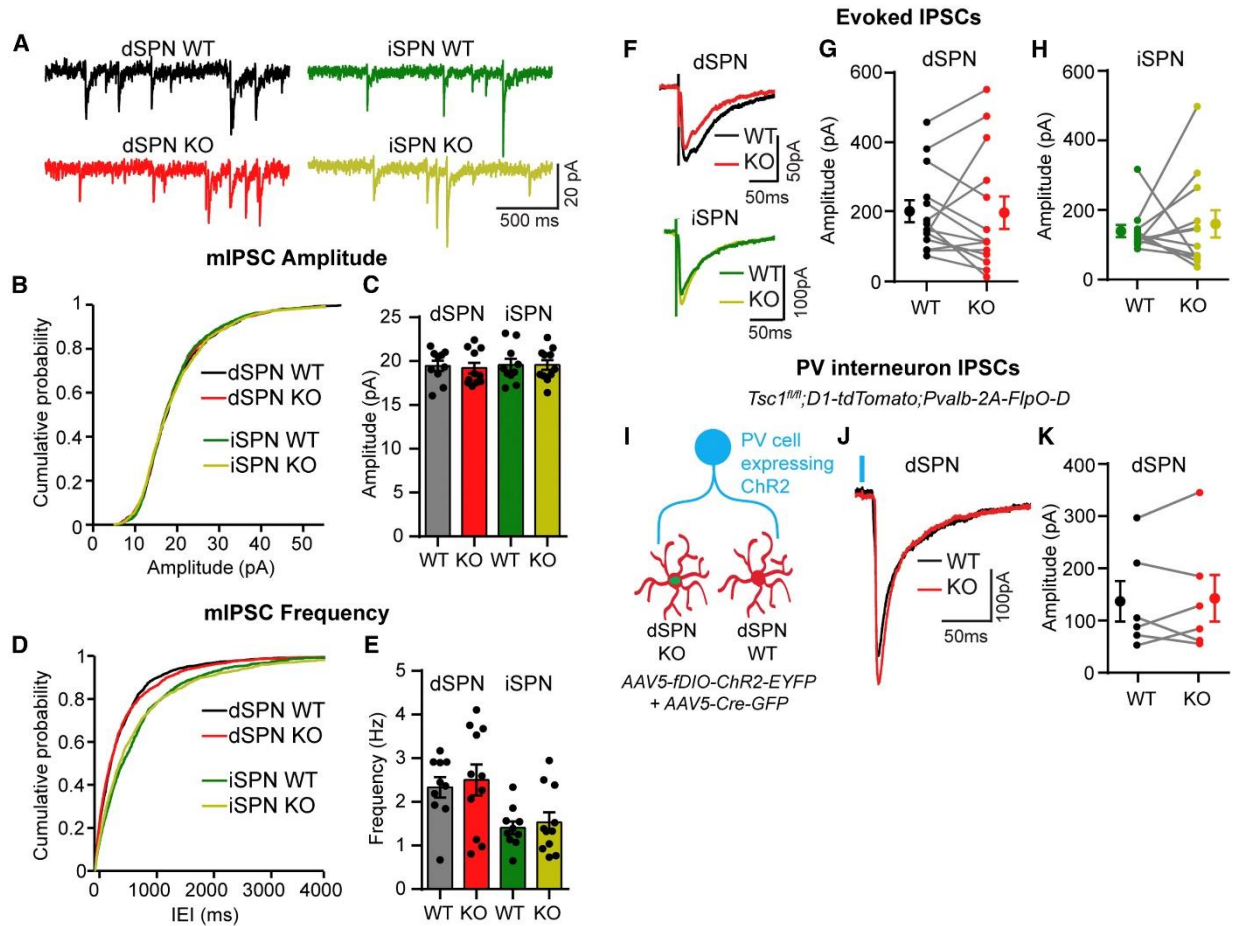 A
dSPN WT
iSPN WT
dSPN KO
iSPN KO
20 pA
500 ms
mIPSC Amplitude
B
Cumulative probability
1
0.8
0.6
0.4
0.2
0
0 10 20 30 40 50
Amplitude (pA)
dSPN WT
dSPN KO
iSPN WT
iSPN KO
C
dSPN iSPN
Amplitude (pA)
25
20
15
10
5
0
WT KO WT KO
mIPSC Frequency
D
Cumulative probability
1
0.8
0.6
0.4
0.2
0
0 1000 2000 3000 4000
IEI (ms)
dSPN WT
dSPN KO
iSPN WT
iSPN KO
E
dSPN iSPN
Frequency (Hz)
5
4
3
2
1
0
WT KO WT KO
Evoked IPSCs
F
dSPN
WT
KO
50pA
50ms
iSPN
WT
KO
100pA
50ms
G
dSPN
Amplitude (pA)
600
400
200
0
WT KO
H
iSPN
Amplitude (pA)
600
400
200
0
WT KO
PV interneuron IPSCs
Tsc1fl/fl;D1-tdTomato;Pvalb-2A-FlpO-D
I
PV cell
expressing
ChR2
dSPN
KO
dSPN
WT
AAV5-fDIO-ChR2-EYFP
+ AAV5-Cre-GFP
J
dSPN
WT
KO
100pA
50ms
K
dSPN
Amplitude (pA)
400
300
200
100
0
WT KO